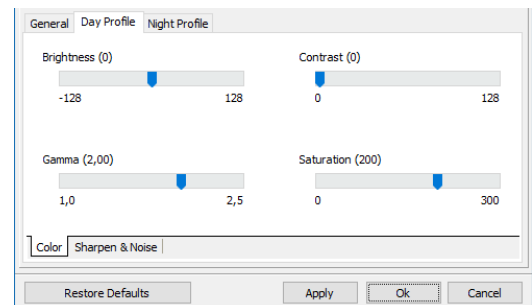 General Day Profile Night Profile
Brightness (0) Contrast (0)
-128 128 0 128
Gamma (2,00) Saturation (200)
1,0 2,5 0 300
Color Sharpen & Noise
Restore Defaults Apply Ok Cancel